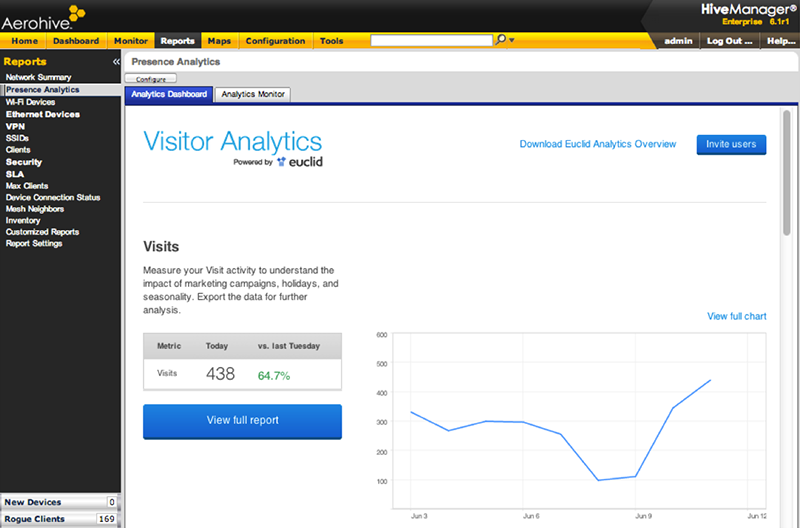 Aerohive
HiveManager®
Enterprise 6.1r1
Home Dashboard Monitor Reports Maps Configuration Tools admin Log Out ... Help...
Reports «
Network Summary
Presence Analytics
Wi-Fi Devices
Ethernet Devices
VPN
SSIDs
Clients
Security
SLA
Max Clients
Device Connection Status
Mesh Neighbors
Inventory
Customized Reports
Report Settings
New Devices 0
Rogue Clients 169
Presence Analytics
Configure
Analytics Dashboard Analytics Monitor
Visitor Analytics
Powered by euclid
Download Euclid Analytics Overview Invite users
Visits
Measure your Visit activity to understand the
impact of marketing campaigns, holidays, and
seasonality. Export the data for further
analysis.
Metric Today vs. last Tuesday
Visits 438 64.7%
View full report
View full chart
600
500
400
300
200
100
Jun 3 Jun 6 Jun 9 Jun 12